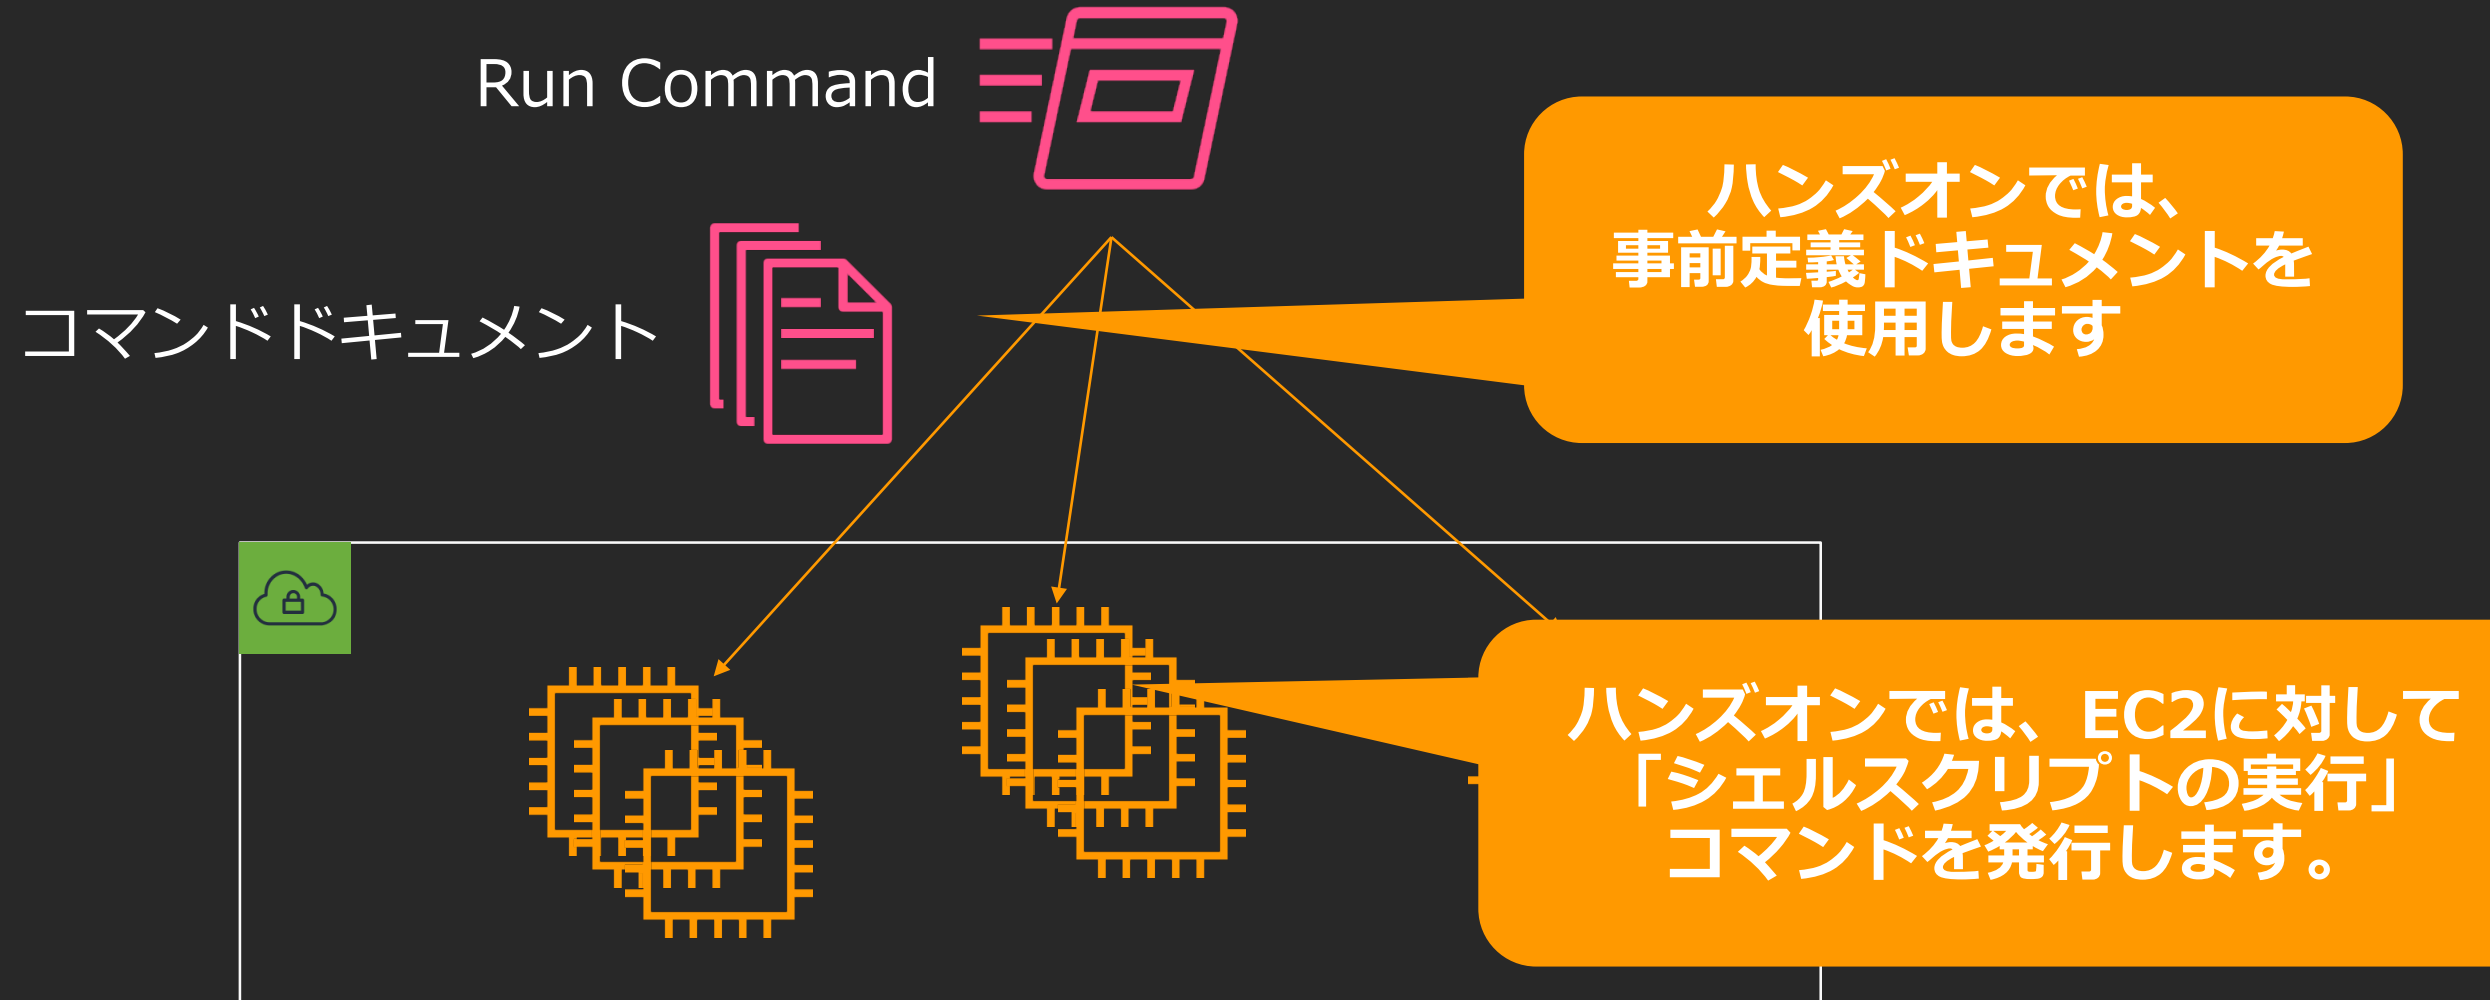 Run Command
コマンドドキュメント
ハンズオンでは、
事前定義ドキュメントを
使用します
ハンズオンでは、EC2に対して
「シェルスクリプトの実行」
コマンドを発行します。